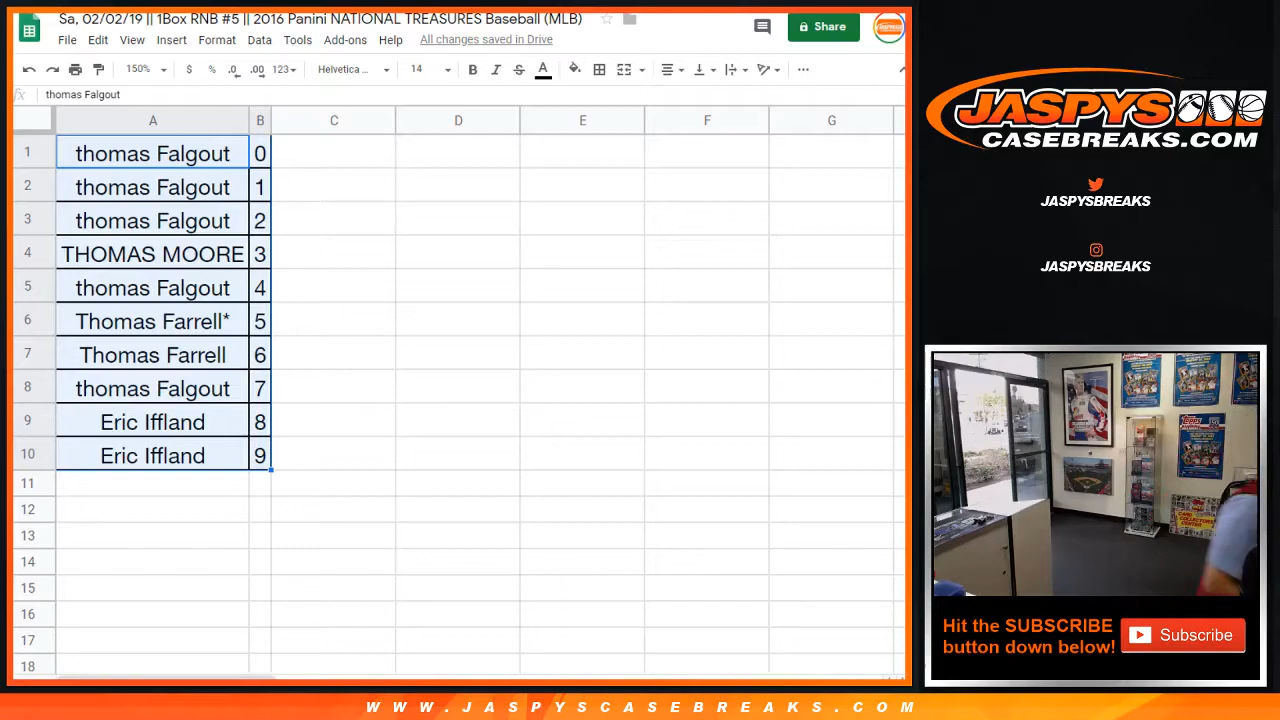 Sa, 02/02/19 || 1Box RNB #5 || 2016 Panini NATIONAL TREASURES Baseball (MLB)
File Edit View Insert Format Data Tools Add-ons Help All changes saved in Drive
Share
150% $ % .0 .00 123 Helvetica ... 14 B I S A
fx thomas Falgout
A B C D E F G
1 thomas Falgout 0
2 thomas Falgout 1
3 thomas Falgout 2
4 THOMAS MOORE 3
5 thomas Falgout 4
6 Thomas Farrell* 5
7 Thomas Farrell 6
8 thomas Falgout 7
9 Eric Iffland 8
10 Eric Iffland 9
11
12
13
14
15
16
17
18
JASPYS
CASEBREAKS.COM
JASPYSBREAKS
JASPYSBREAKS
Hit the SUBSCRIBE
button down below!
Subscribe
WWW.JASPYSCASEBREAKS.COM